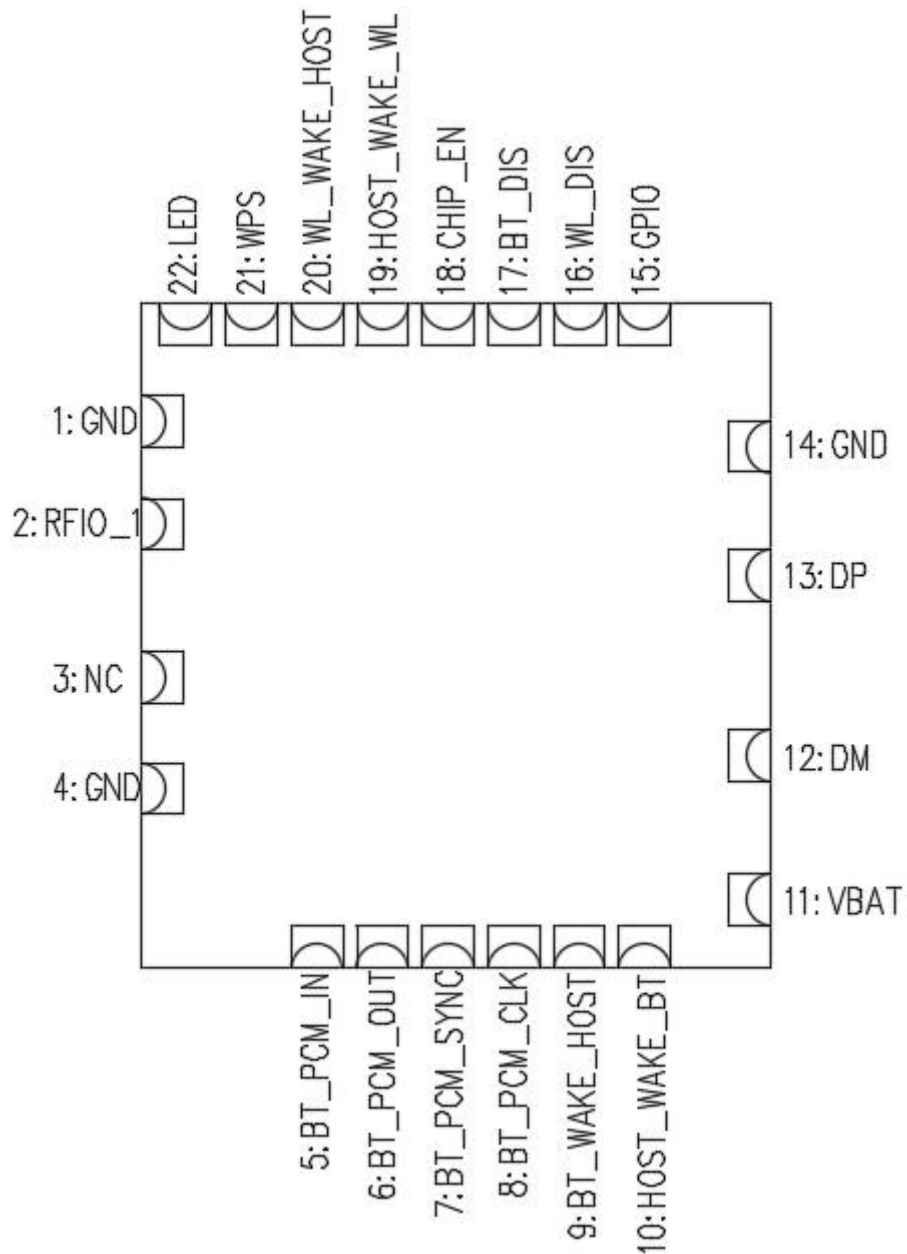 22:LED
21:WPS
20:WL_WAKE_HOST
19:HOST_WAKE_WL
18:CHIP_EN
17:BT_DIS
16:WL_DIS
15:GPIO
1:GND
2:RFIO_1
3:NC
4:GND
14:GND
13:DP
12:DM
11:VBAT
5:BT_PCM_IN
6:BT_PCM_OUT
7:BT_PCM_SYNC
8:BT_PCM_CLK
9:BT_WAKE_HOST
10:HOST_WAKE_BT